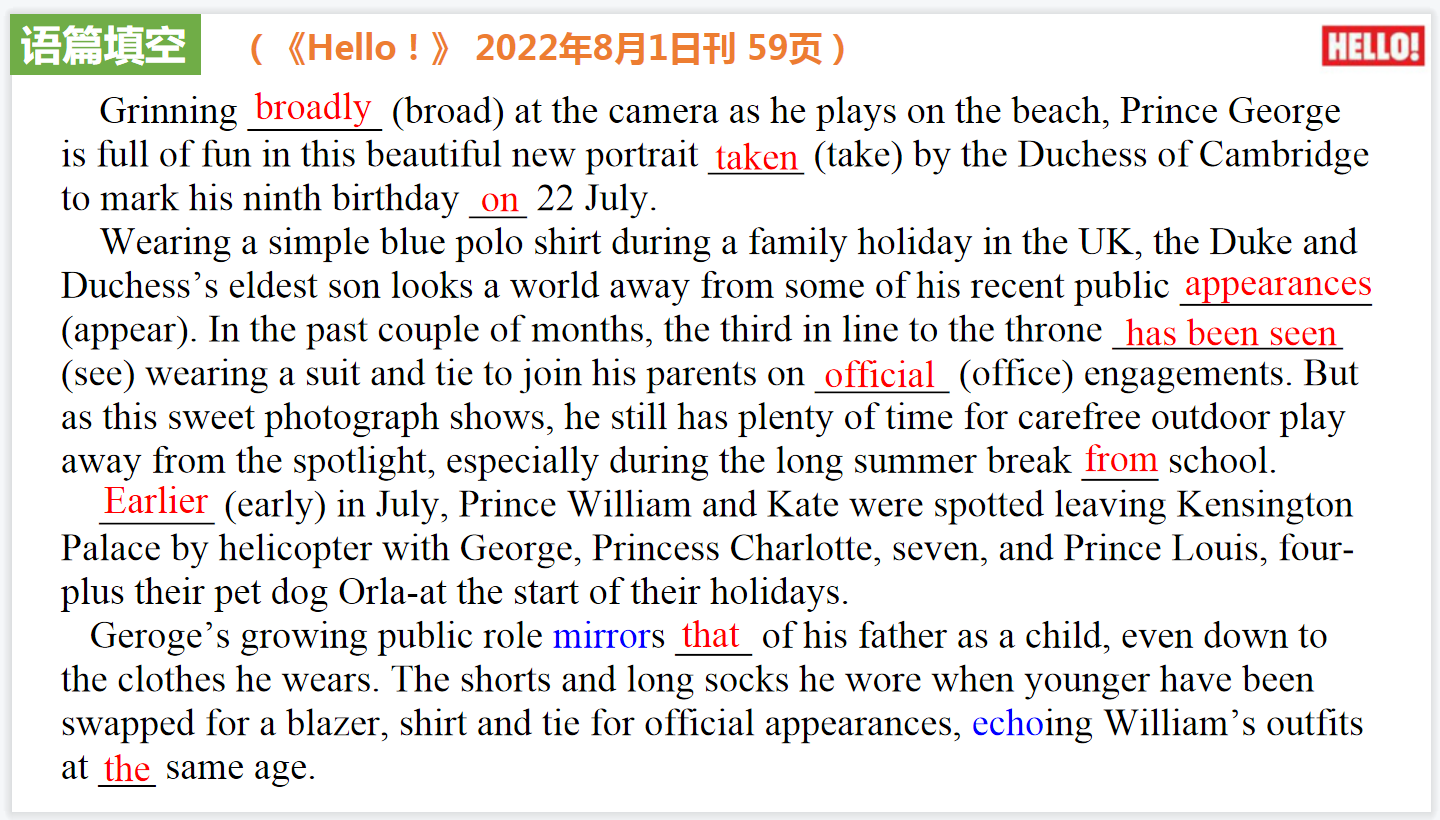 语篇填空 （《Hello！》 2022年8月1日刊 59页） HELLO!
Grinning broadly (broad) at the camera as he plays on the beach, Prince George
is full of fun in this beautiful new portrait taken (take) by the Duchess of Cambridge
to mark his ninth birthday on 22 July.
Wearing a simple blue polo shirt during a family holiday in the UK, the Duke and
Duchess’s eldest son looks a world away from some of his recent public appearances
(appear). In the past couple of months, the third in line to the throne has been seen
(see) wearing a suit and tie to join his parents on official (office) engagements. But
as this sweet photograph shows, he still has plenty of time for carefree outdoor play
away from the spotlight, especially during the long summer break from school.
Earlier (early) in July, Prince William and Kate were spotted leaving Kensington
Palace by helicopter with George, Princess Charlotte, seven, and Prince Louis, four-
plus their pet dog Orla-at the start of their holidays.
Geroge’s growing public role mirrors that of his father as a child, even down to
the clothes he wears. The shorts and long socks he wore when younger have been
swapped for a blazer, shirt and tie for official appearances, echoing William’s outfits
at the same age.